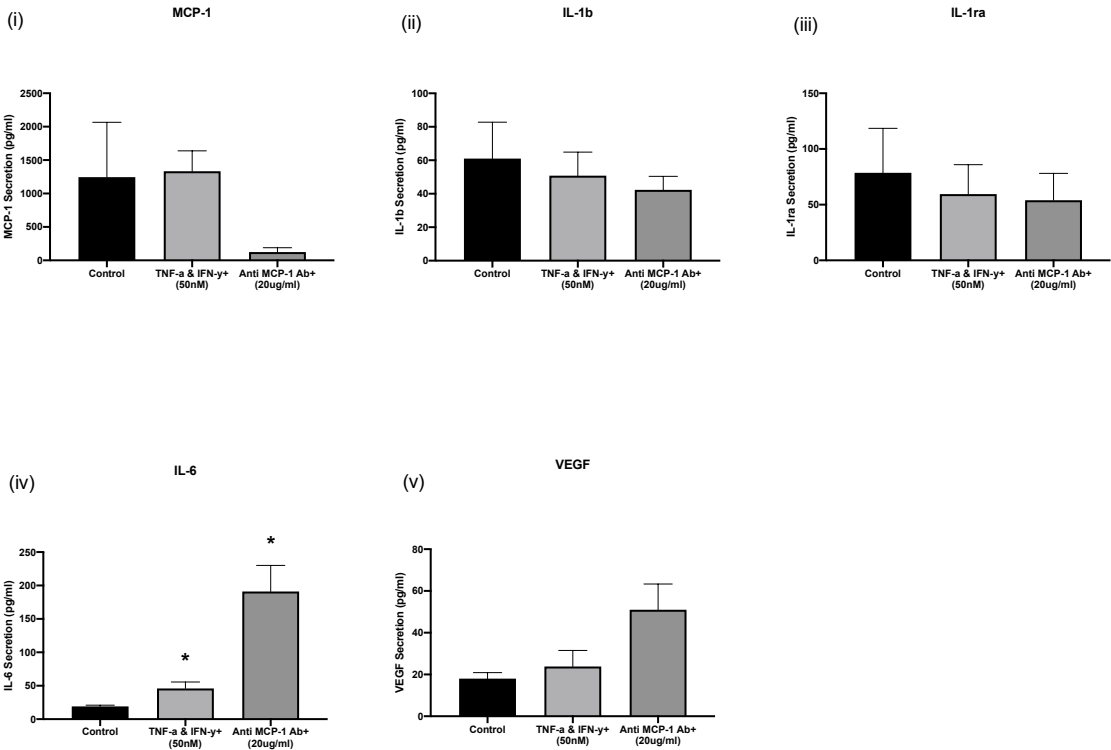 (i)
MCP-1
MCP-1 Secretion (pg/ml)
2500
2000
1500
1000
500
0
Control
TNF-a & IFN-y+
(50nM)
Anti MCP-1 Ab+
(20ug/ml)
(ii)
IL-1b
IL-1b Secretion (pg/ml)
100
80
60
40
20
0
Control
TNF-a & IFN-y+
(50nM)
Anti MCP-1 Ab+
(20ug/ml)
(iii)
IL-1ra
IL-1ra Secretion (pg/ml)
150
100
50
0
Control
TNF-a & IFN-y+
(50nM)
Anti MCP-1 Ab+
(20ug/ml)
(iv)
IL-6
IL-6 Secretion (pg/ml)
250
200
150
100
50
0
*
*
Control
TNF-a & IFN-y+
(50nM)
Anti MCP-1 Ab+
(20ug/ml)
(v)
VEGF
VEGF Secretion (pg/ml)
80
60
40
20
0
Control
TNF-a & IFN-y+
(50nM)
Anti MCP-1 Ab+
(20ug/ml)